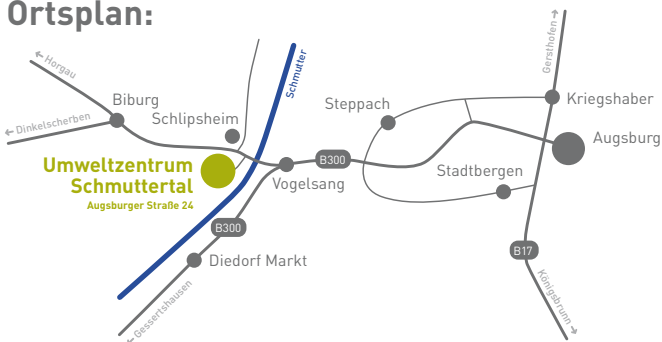 Ortsplan:
← Horgau
← Dinkelscherben
Biburg
Schlipsheim
Umweltzentrum
Schmuttertal
Augsburger Straße 24
Schmutter
Vogelsang
B300
Steppach
Gersthofen →
Kriegshaber
Augsburg
Stadtbergen
B300
Diedorf Markt
← Gessertshausen
B17
Königsbrunn →